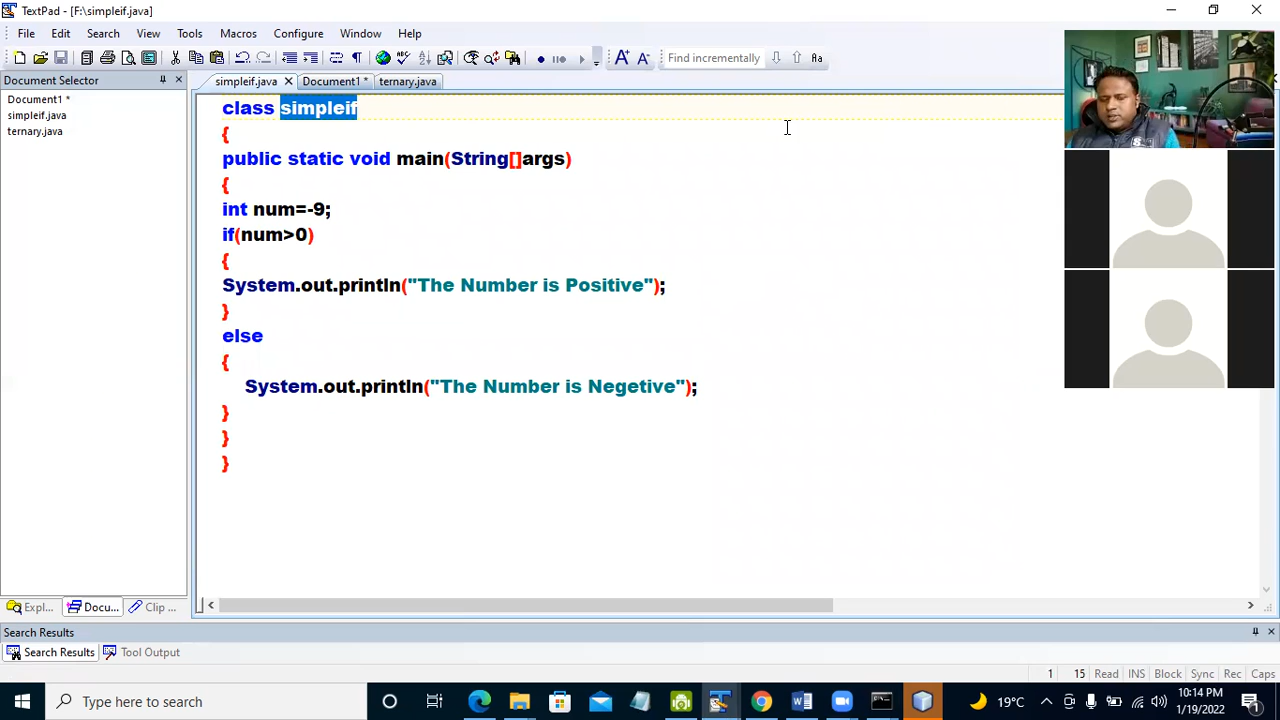 TextPad - [F:\simpleif.java]
File Edit Search View Tools Macros Configure Window Help
Find incrementally
Document Selector
simpleif.java Document1 * ternary.java
Document1 *
simpleif.java
ternary.java
class simpleif
{
public static void main(String[]args)
{
int num=-9;
if(num>0)
{
System.out.println("The Number is Positive");
}
else
{
System.out.println("The Number is Negetive");
}
}
}
Expl... Docu... Clip ...
Search Results
Search Results Tool Output
1 15 Read INS Block Sync Rec Caps
Type here to search
19°C
10:14 PM
1/19/2022